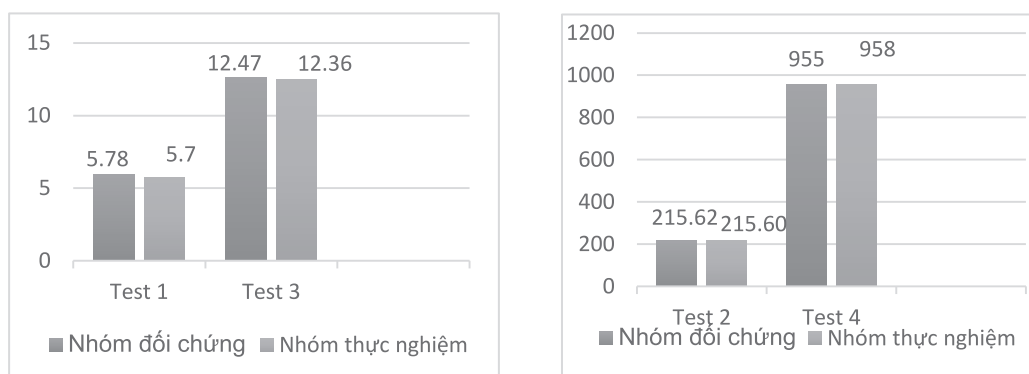 15
10
5
0
5.78
5.7
12.47
12.36
Test 1
Test 3
Nhóm đối chứng
Nhóm thực nghiệm
1200
1000
800
600
400
200
0
215.62
215.60
955
958
Test 2
Test 4
Nhóm đối chứng
Nhóm thực nghiệm